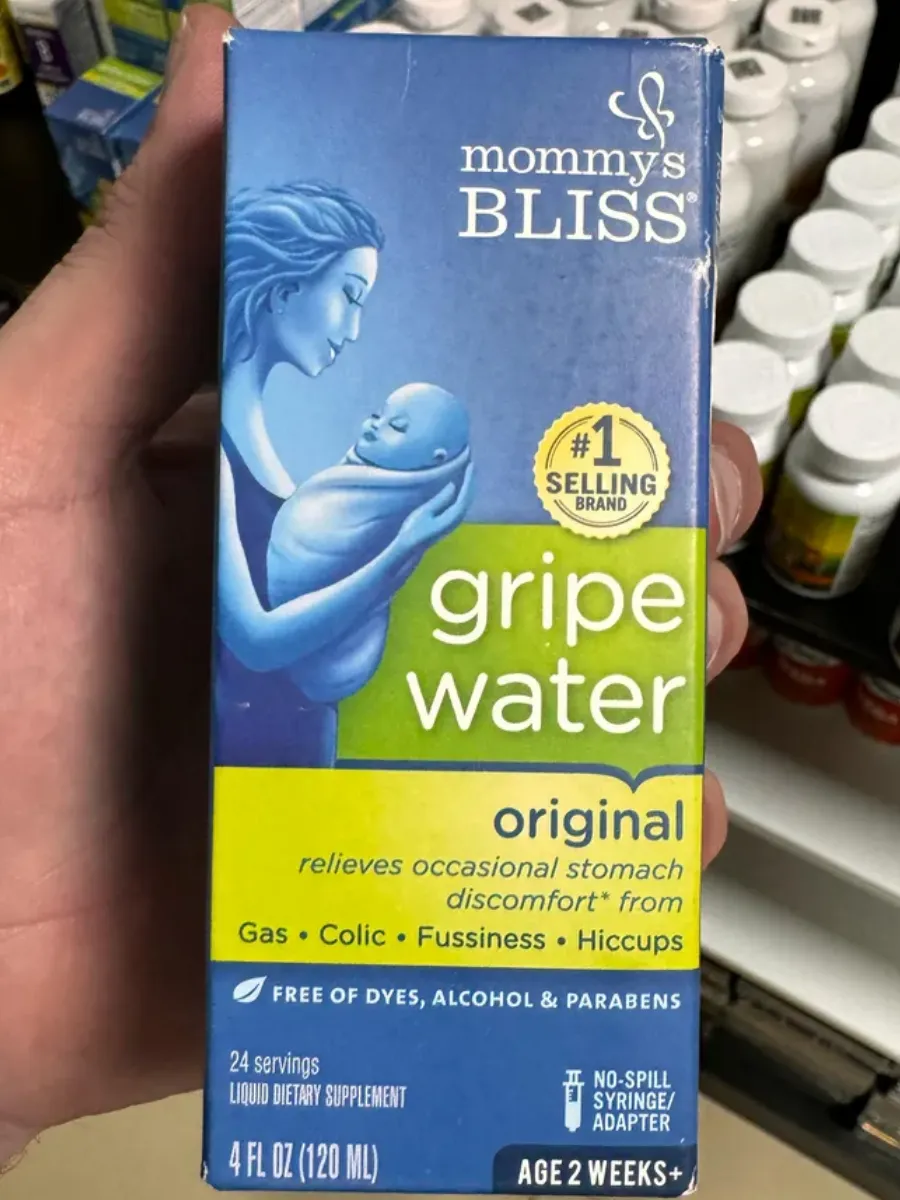 mommy's
BLISS®
#1
SELLING
BRAND
gripe
water
original
relieves occasional stomach
discomfort* from
Gas • Colic • Fussiness • Hiccups
FREE OF DYES, ALCOHOL & PARABENS
24 servings
LIQUID DIETARY SUPPLEMENT
4 FL OZ (120 ML)
NO-SPILL
SYRINGE/
ADAPTER
AGE 2 WEEKS+